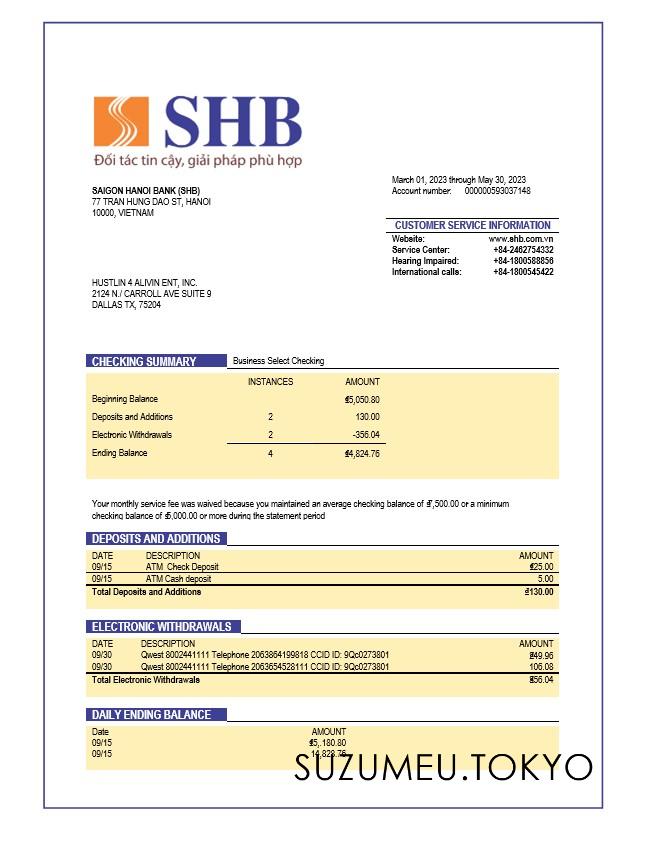 SHB
Đối tác tin cậy, giải pháp phù hợp
March 01, 2023 through May 30, 2023
Account number: 000000593037148
SAIGON HANOI BANK (SHB)
77 TRAN HUNG DAO ST, HANOI
10000, VIETNAM
CUSTOMER SERVICE INFORMATION
Website: www.shb.com.vn
Service Center: +84-2462754332
Hearing Impaired: +84-1800588856
International calls: +84-1800545422
HUSTLIN 4 ALIVIN ENT, INC.
2124 N./ CARROLL AVE SUITE 9
DALLAS TX, 75204
CHECKING SUMMARY Business Select Checking
INSTANCES AMOUNT
Beginning Balance ₫5,050.80
Deposits and Additions 2 130.00
Electronic Withdrawals 2 -356.04
Ending Balance 4 ₫4,824.76
Your monthly service fee was waived because you maintained an average checking balance of ₫7,500.00 or a minimum
checking balance of ₫5,000.00 or more during the statement period
DEPOSITS AND ADDITIONS
DATE DESCRIPTION AMOUNT
09/15 ATM Check Deposit ₫25.00
09/15 ATM Cash deposit 5.00
Total Deposits and Additions ₫130.00
ELECTRONIC WITHDRAWALS
DATE DESCRIPTION AMOUNT
09/30 Qwest 8002441111 Telephone 2063864199818 CCID ID: 9Qc0273801
09/30 Qwest 8002441111 Telephone 2063654528111 CCID ID: 9Qc0273801 106.08
Total Electronic Withdrawals
DAILY ENDING BALANCE
Date AMOUNT
09/15 ₫5,.180.80
09/15
SUZUMEU.TOKYO